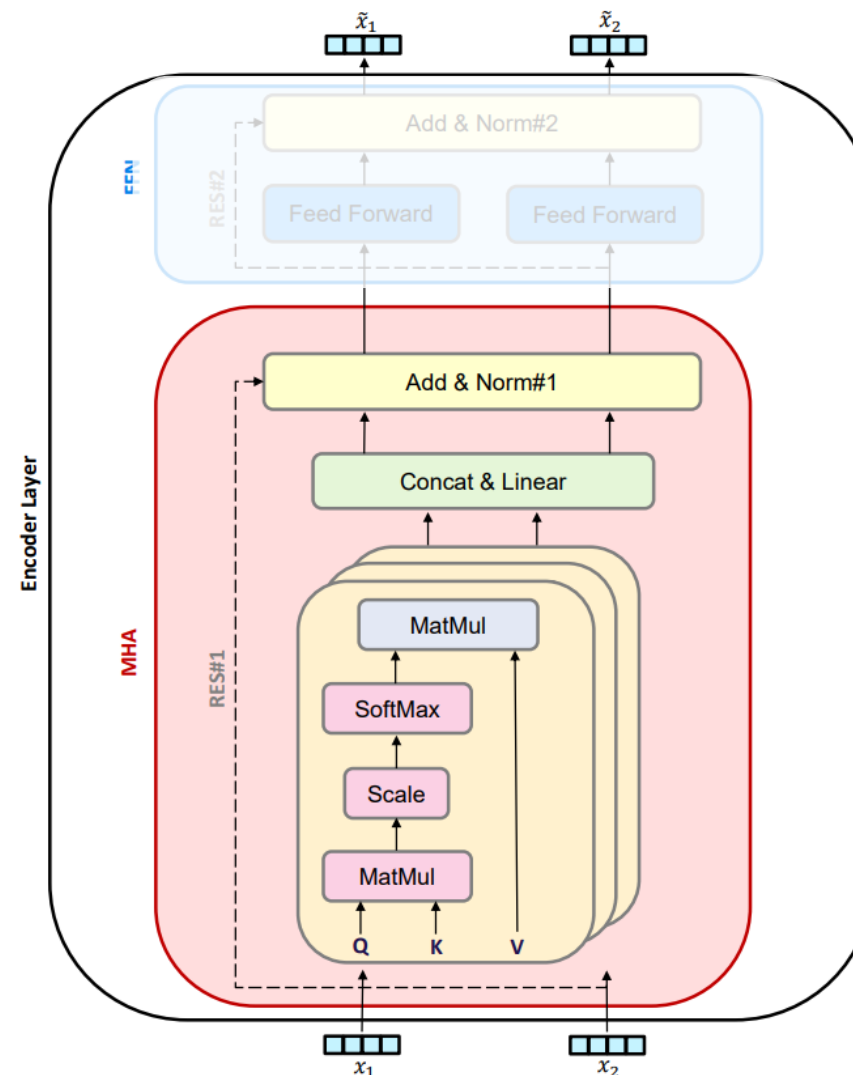 x̃₁ x̃₂
Add & Norm#2
FFN
RES#2
Feed Forward Feed Forward
Add & Norm#1
Concat & Linear
Encoder Layer
MHA
RES#1
MatMul
SoftMax
Scale
MatMul
Q K V
x₁ x₂